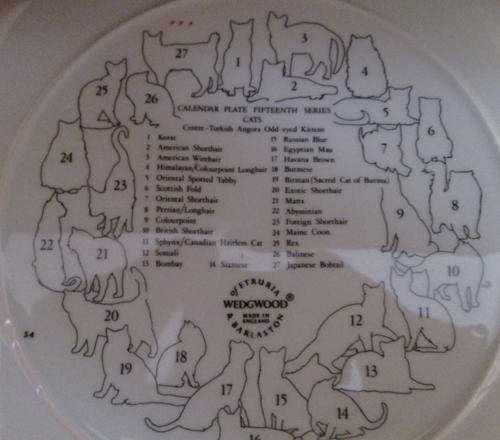 27
3
1
4
2
25
26
5
CALENDAR PLATE FIFTEENTH SERIES
CATS
Centre - Turkish Angora Odd-eyed Kittens
6
7
24
23
8
9
22
21
10
1 Korat
2 American Shorthair
3 American Wirehair
4 Himalayan/Colourpoint Longhair
5 Oriental Spotted Tabby
6 Scottish Fold
7 Oriental Shorthair
8 Persian/Longhair
9 Colourpoint
10 British Shorthair
11 Sphynx/Canadian Hairless Cat
12 Somali
13 Bombay 14 Siamese
15 Russian Blue
16 Egyptian Mau
17 Havana Brown
18 Burmese
19 Birman (Sacred Cat of Burma)
20 Exotic Shorthair
21 Manx
22 Abyssinian
23 Foreign Shorthair
24 Maine Coon
25 Rex
26 Balinese
27 Japanese Bobtail
of ETRURIA
WEDGWOOD®
MADE IN
ENGLAND
& BARLASTON
54
20
12
11
19
18
13
17
15
14
16